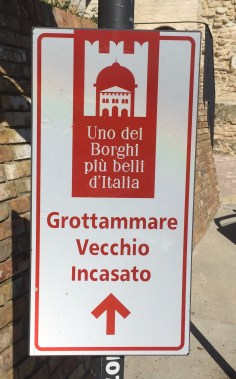 Uno dei
Borghi
più belli
d'Italia
Grottammare
Vecchio
Incasato